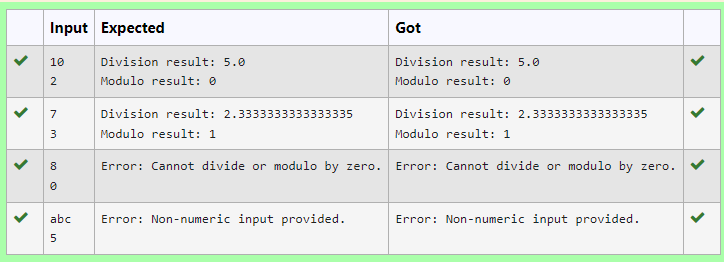 Input Expected Got
10 Division result: 5.0 Division result: 5.0
2 Modulo result: 0 Modulo result: 0
7 Division result: 2.3333333333333335 Division result: 2.3333333333333335
3 Modulo result: 1 Modulo result: 1
8 Error: Cannot divide or modulo by zero. Error: Cannot divide or modulo by zero.
0
abc Error: Non-numeric input provided. Error: Non-numeric input provided.
5